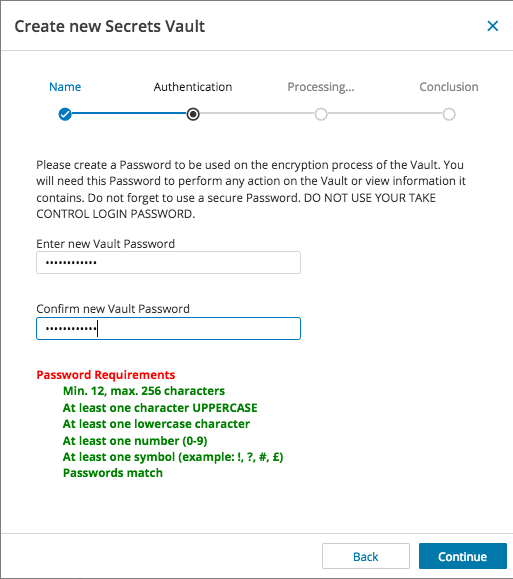 Create new Secrets Vault
Name Authentication Processing... Conclusion
Please create a Password to be used on the encryption process of the Vault. You
will need this Password to perform any action on the Vault or view information it
contains. Do not forget to use a secure Password. DO NOT USE YOUR TAKE
CONTROL LOGIN PASSWORD.
Enter new Vault Password
••••••••••••
Confirm new Vault Password
••••••••••••
Password Requirements
Min. 12, max. 256 characters
At least one character UPPERCASE
At least one lowercase character
At least one number (0-9)
At least one symbol (example: !, ?, #, £)
Passwords match
Back Continue